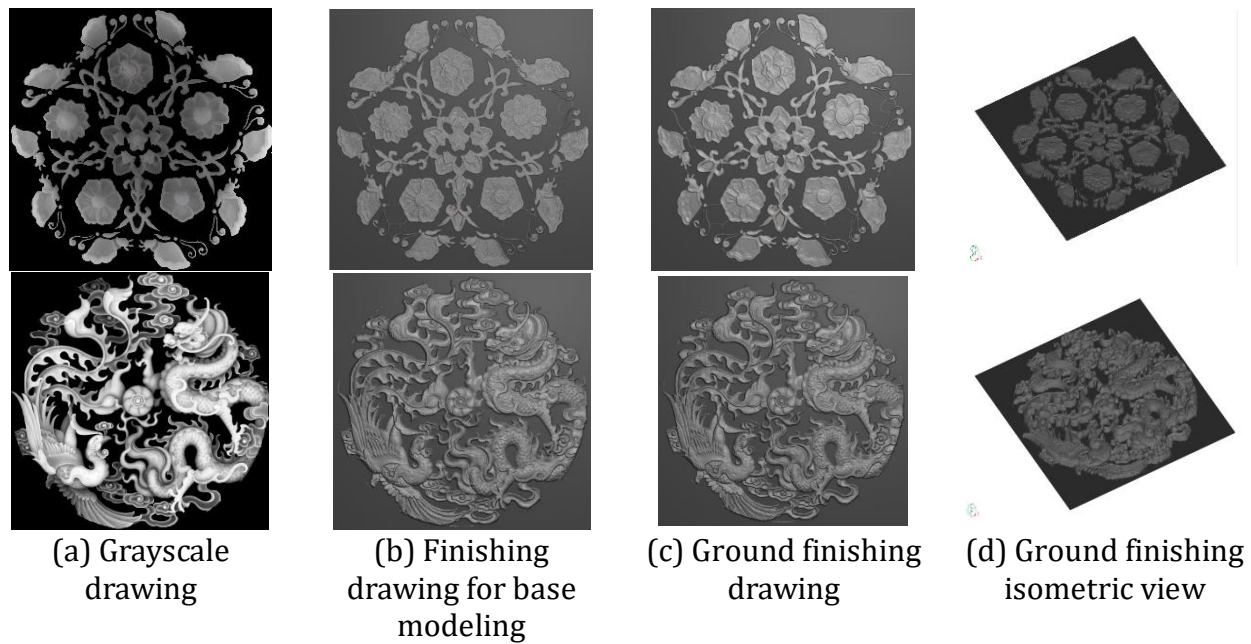 (a) Grayscale
drawing
(b) Finishing
drawing for base
modeling
(c) Ground finishing
drawing
(d) Ground finishing
isometric view